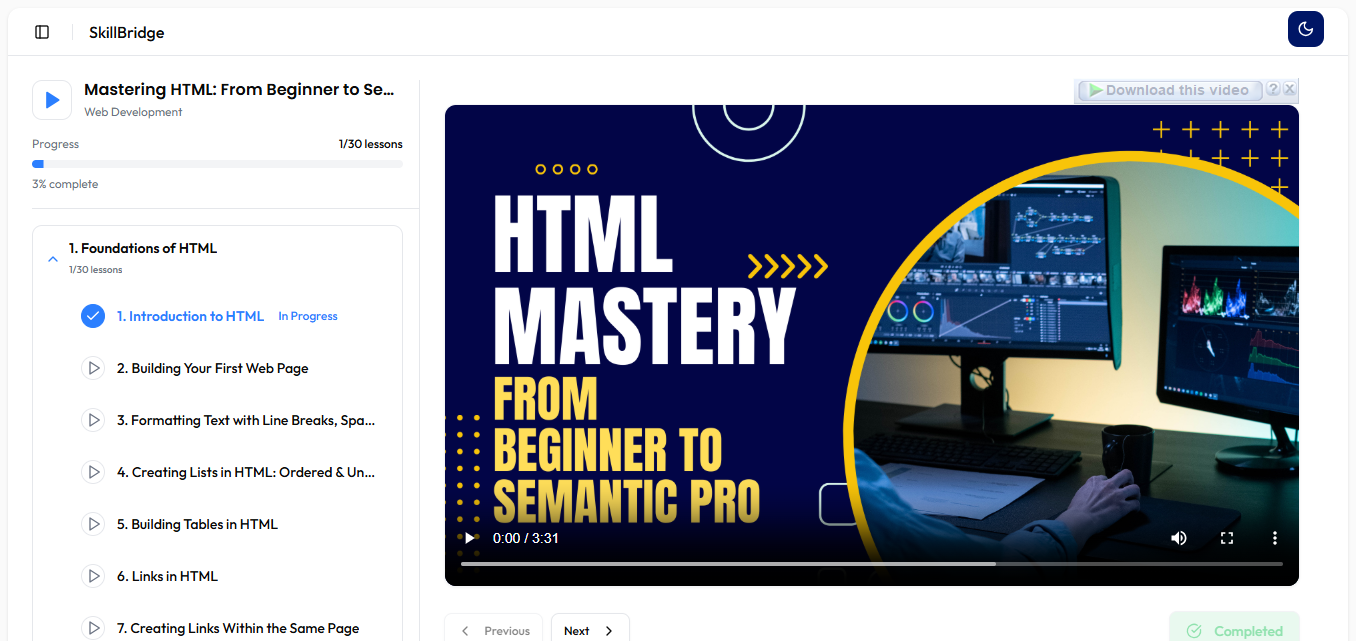 SkillBridge
Mastering HTML: From Beginner to Se...
Web Development
Progress
1/30 lessons
3% complete
1. Foundations of HTML
1/30 lessons
1. Introduction to HTML
In Progress
2. Building Your First Web Page
3. Formatting Text with Line Breaks, Spa...
4. Creating Lists in HTML: Ordered & Un...
5. Building Tables in HTML
6. Links in HTML
7. Creating Links Within the Same Page
Download this video
?
HTML
MASTERY
FROM
BEGINNER TO
SEMANTIC PRO
0:00 / 3:31
Previous
Next
Completed